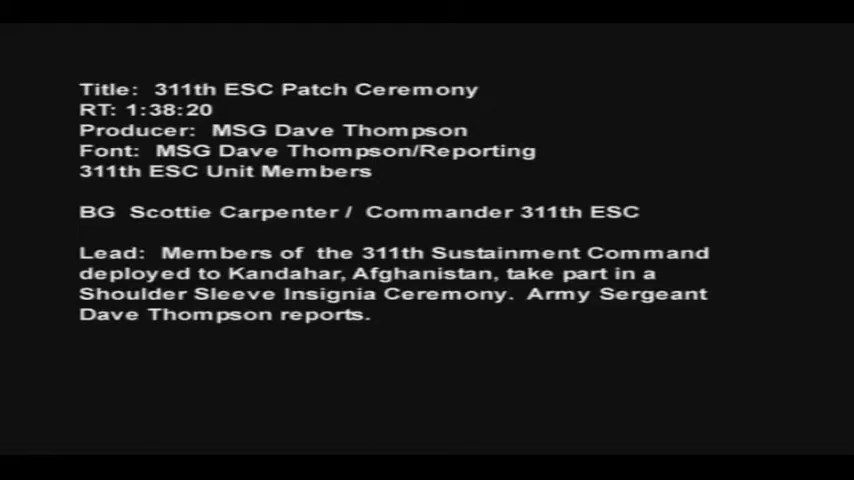 Title: 311th ESC Patch Ceremony
RT: 1:38:20
Producer: MSG Dave Thompson
Font: MSG Dave Thompson/Reporting
311th ESC Unit Members
BG Scottie Carpenter / Commander 311th ESC
Lead: Members of the 311th Sustainment Command
deployed to Kandahar, Afghanistan, take part in a
Shoulder Sleeve Insignia Ceremony. Army Sergeant
Dave Thompson reports.